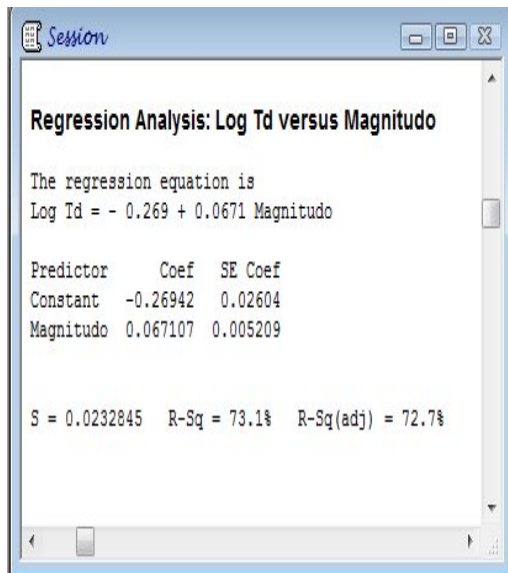 Session
Regression Analysis: Log Td versus Magnitudo
The regression equation is
Log Td = - 0.269 + 0.0671 Magnitudo
Predictor Coef SE Coef
Constant -0.26942 0.02604
Magnitudo 0.067107 0.005209
S = 0.0232845 R-Sq = 73.1% R-Sq(adj) = 72.7%